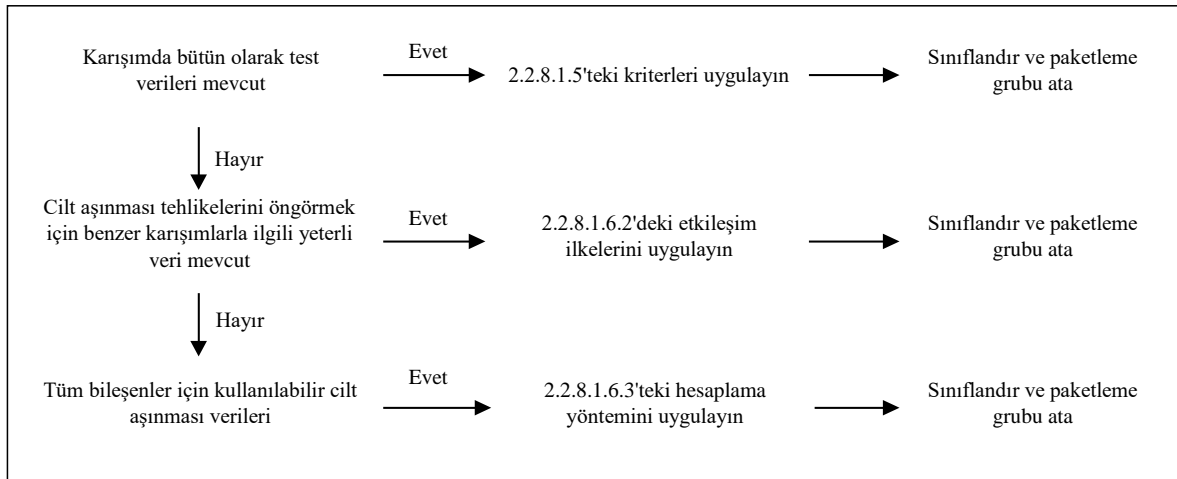 Karışımda bütün olarak test
verileri mevcut
Evet
2.2.8.1.5'teki kriterleri uygulayın
Sınıflandır ve paketleme
grubu ata
Hayır
Cilt aşınması tehlikelerini öngörmek
için benzer karışımlarla ilgili yeterli
veri mevcut
Evet
2.2.8.1.6.2'deki etkileşim
ilkelerini uygulayın
Sınıflandır ve paketleme
grubu ata
Hayır
Tüm bileşenler için kullanılabilir cilt
aşınması verileri
Evet
2.2.8.1.6.3'teki hesaplama
yöntemini uygulayın
Sınıflandır ve paketleme
grubu ata